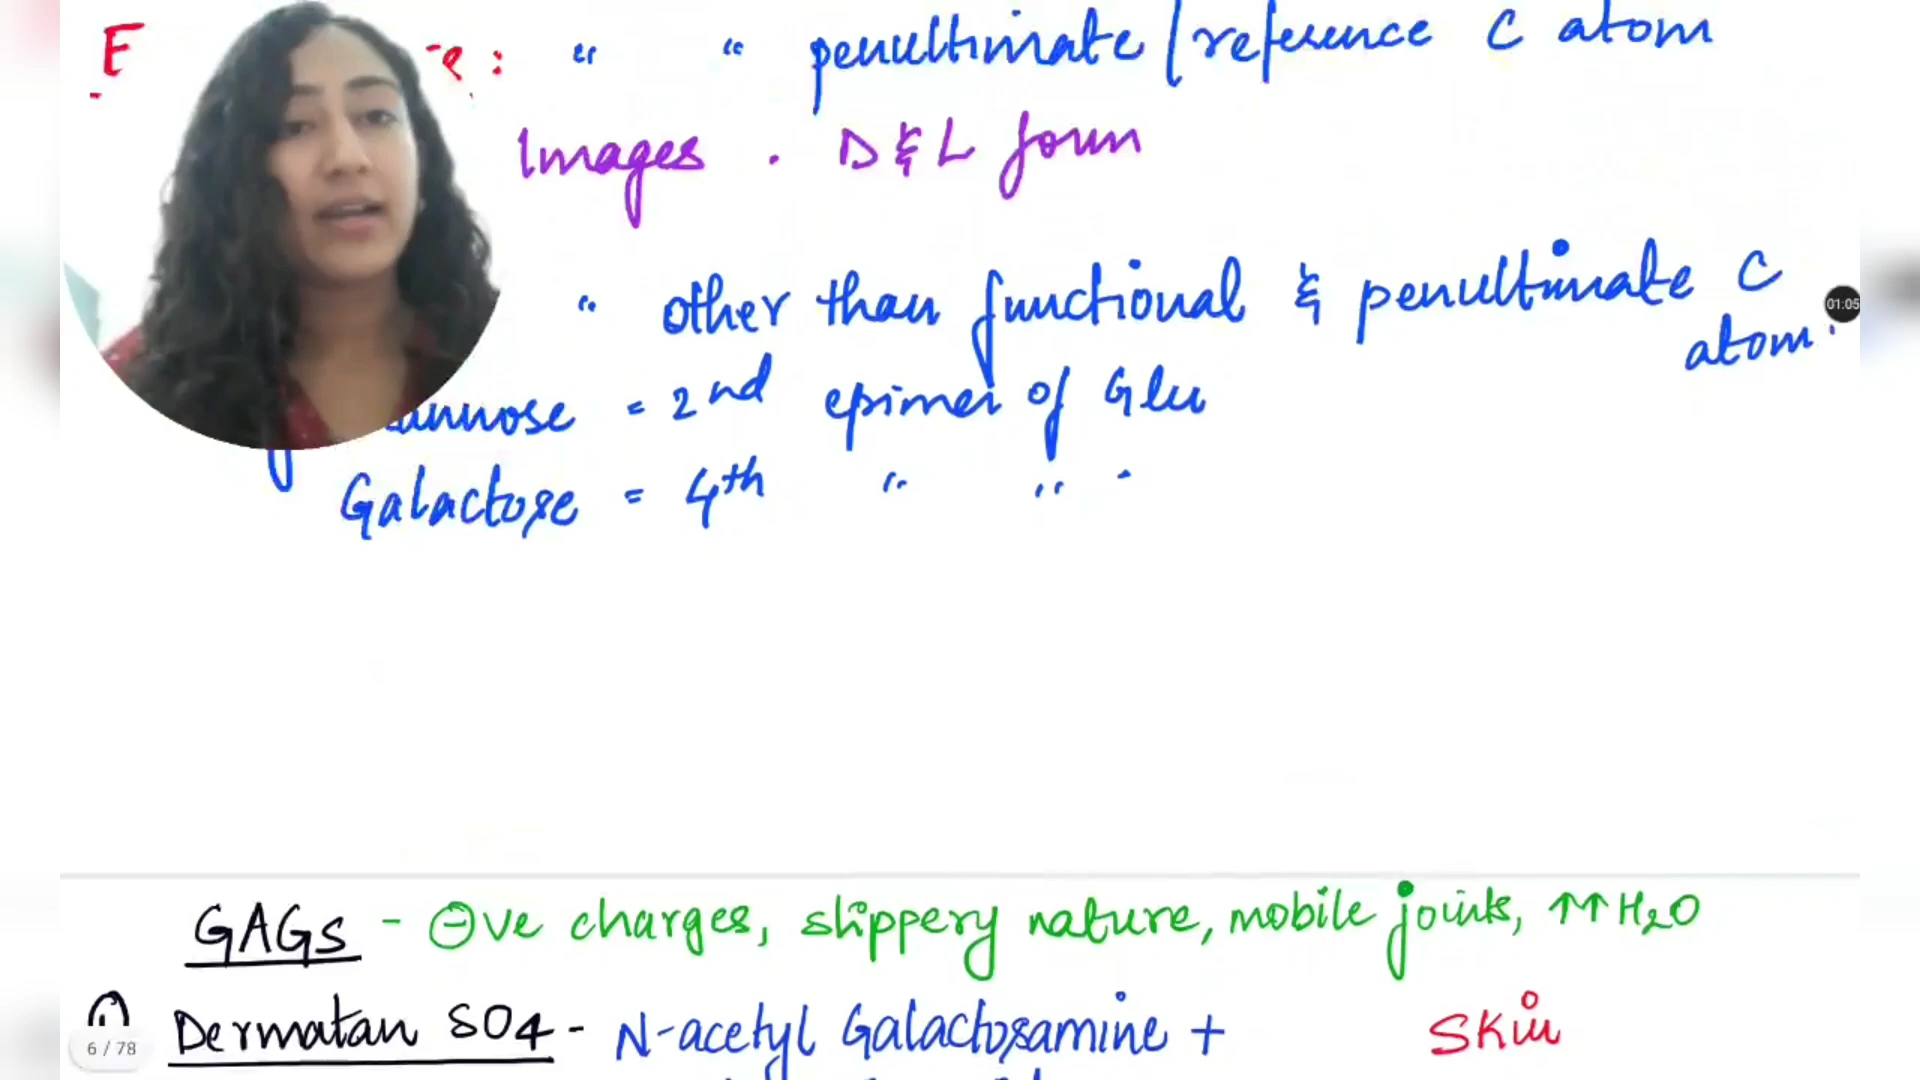 E : " " penultimate/reference C atom
Images . D & L form
" other than functional & penultimate C
01:05
atom.
annose = 2nd epimer of Glu
Galactose = 4th " " "
GAGs - ⊖ve charges, slippery nature, mobile joints, ↑↑ H2O
Dermatan SO4 - N-acetyl Galactosamine + Skin
6 / 78